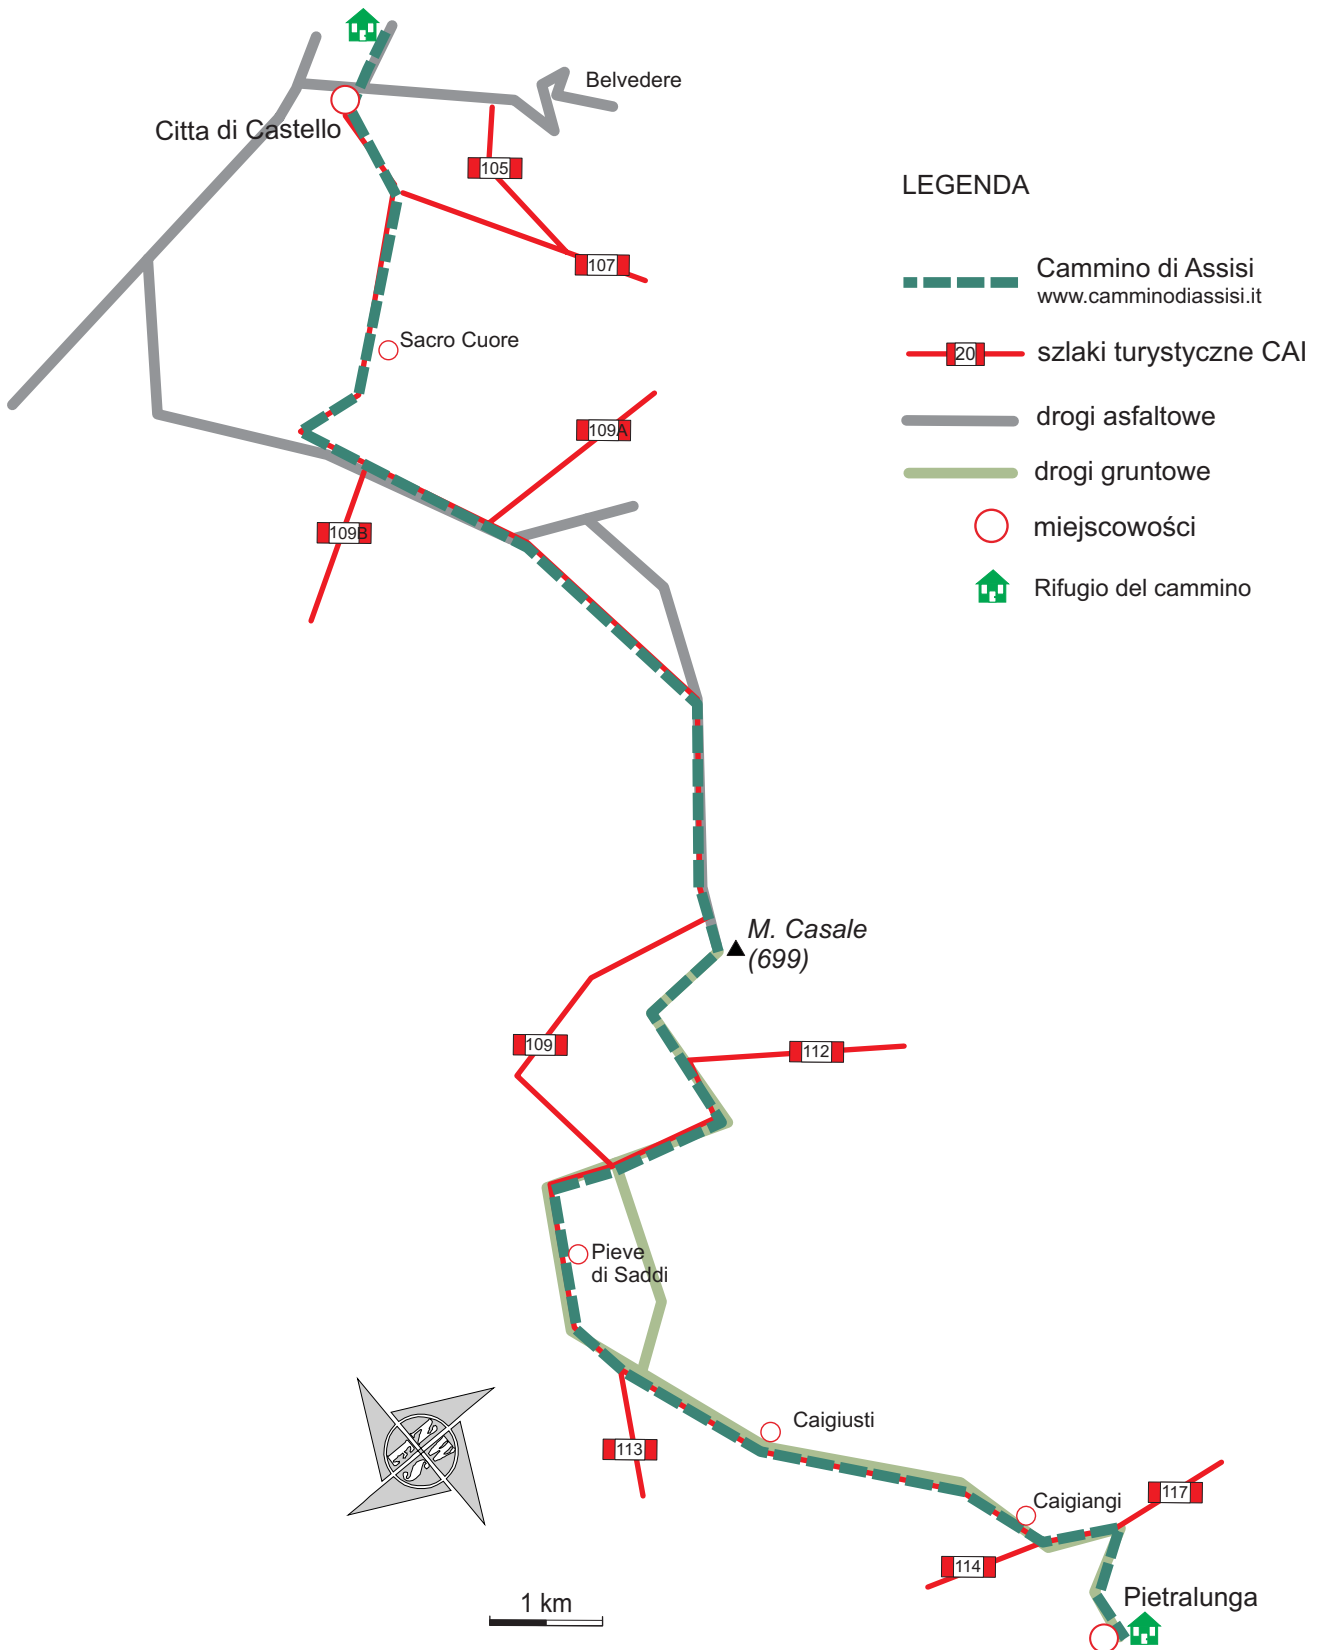 Belvedere
Citta di Castello
105
LEGENDA
107
Cammino di Assisi
www.camminodiassisi.it
Sacro Cuore
20
szlaki turystyczne CAI
109A
drogi asfaltowe
drogi gruntowe
109B
miejscowości
Rifugio del cammino
M. Casale
(699)
109
112
Pieve
di Saddi
Caigiusti
N
W
E
S
113
Caigiangi
117
114
1 km
Pietralunga